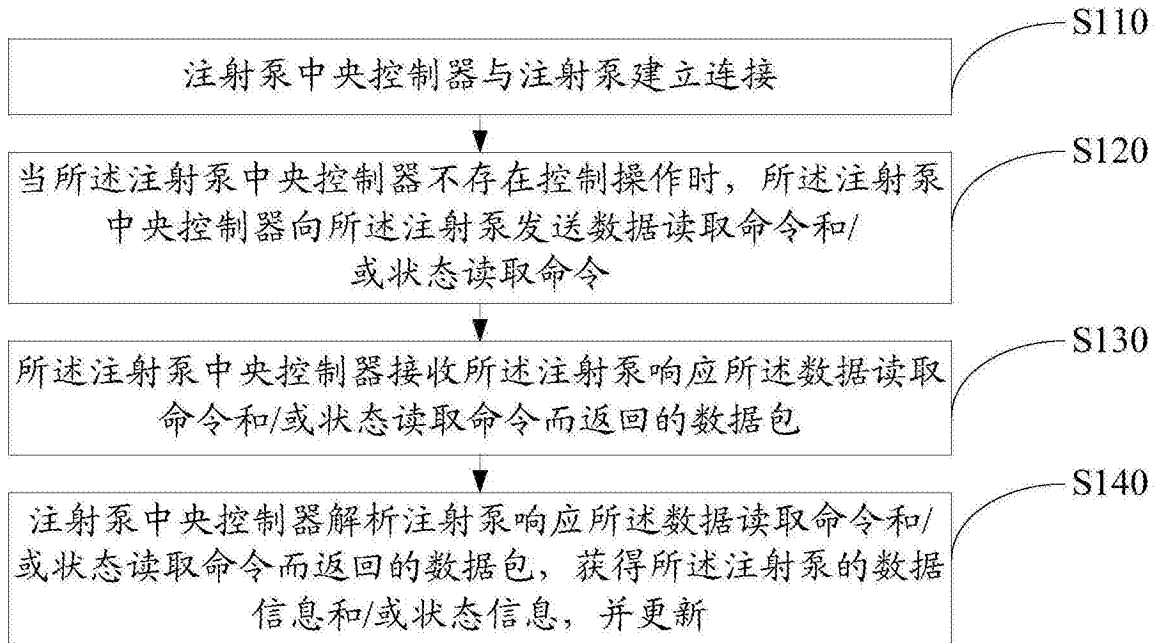 S110
注射泵中央控制器与注射泵建立连接
S120
当所述注射泵中央控制器不存在控制操作时，所述注射泵
中央控制器向所述注射泵发送数据读取命令和/
或状态读取命令
S130
所述注射泵中央控制器接收所述注射泵响应所述数据读取
命令和/或状态读取命令而返回的数据包
S140
注射泵中央控制器解析注射泵响应所述数据读取命令和/
或状态读取命令而返回的数据包，获得所述注射泵的数据
信息和/或状态信息，并更新